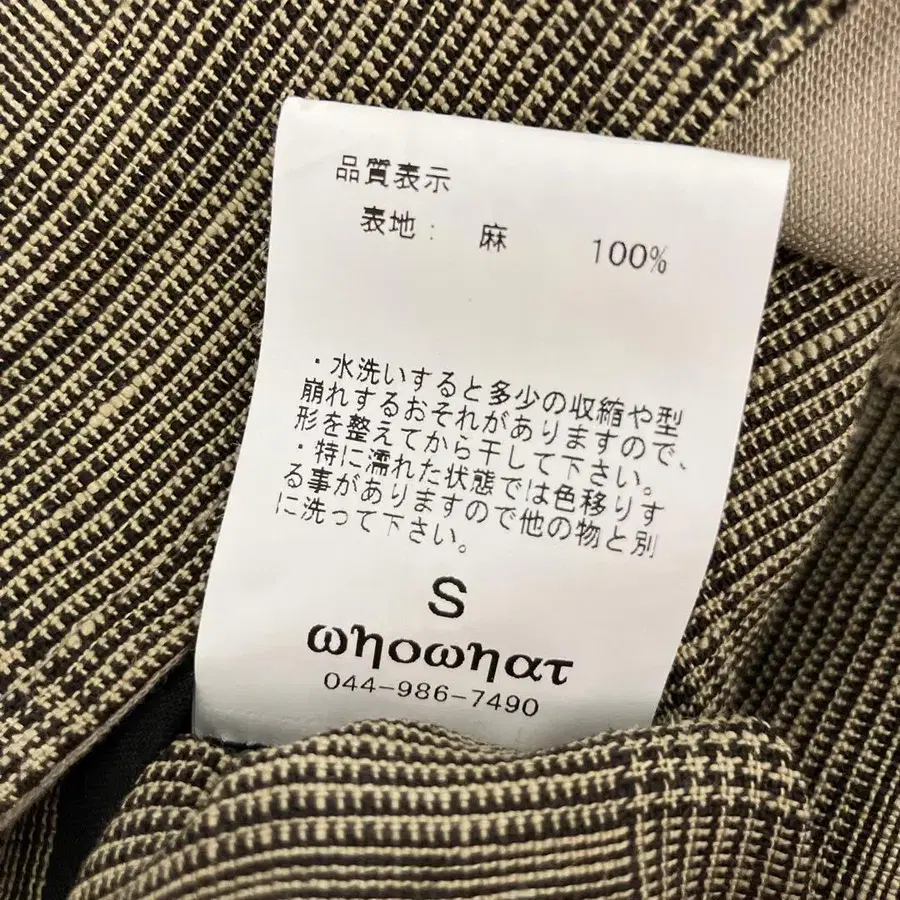 品質表示
表地： 麻 100%
・水洗いすると多少の収縮や型
崩れするおそれがありますので、
形を整えてから干して下さい。
・特に濡れた状態では色移りす
る事がありますので他の物と別
に洗って下さい。
S
ωηοωηατ
044-986-7490